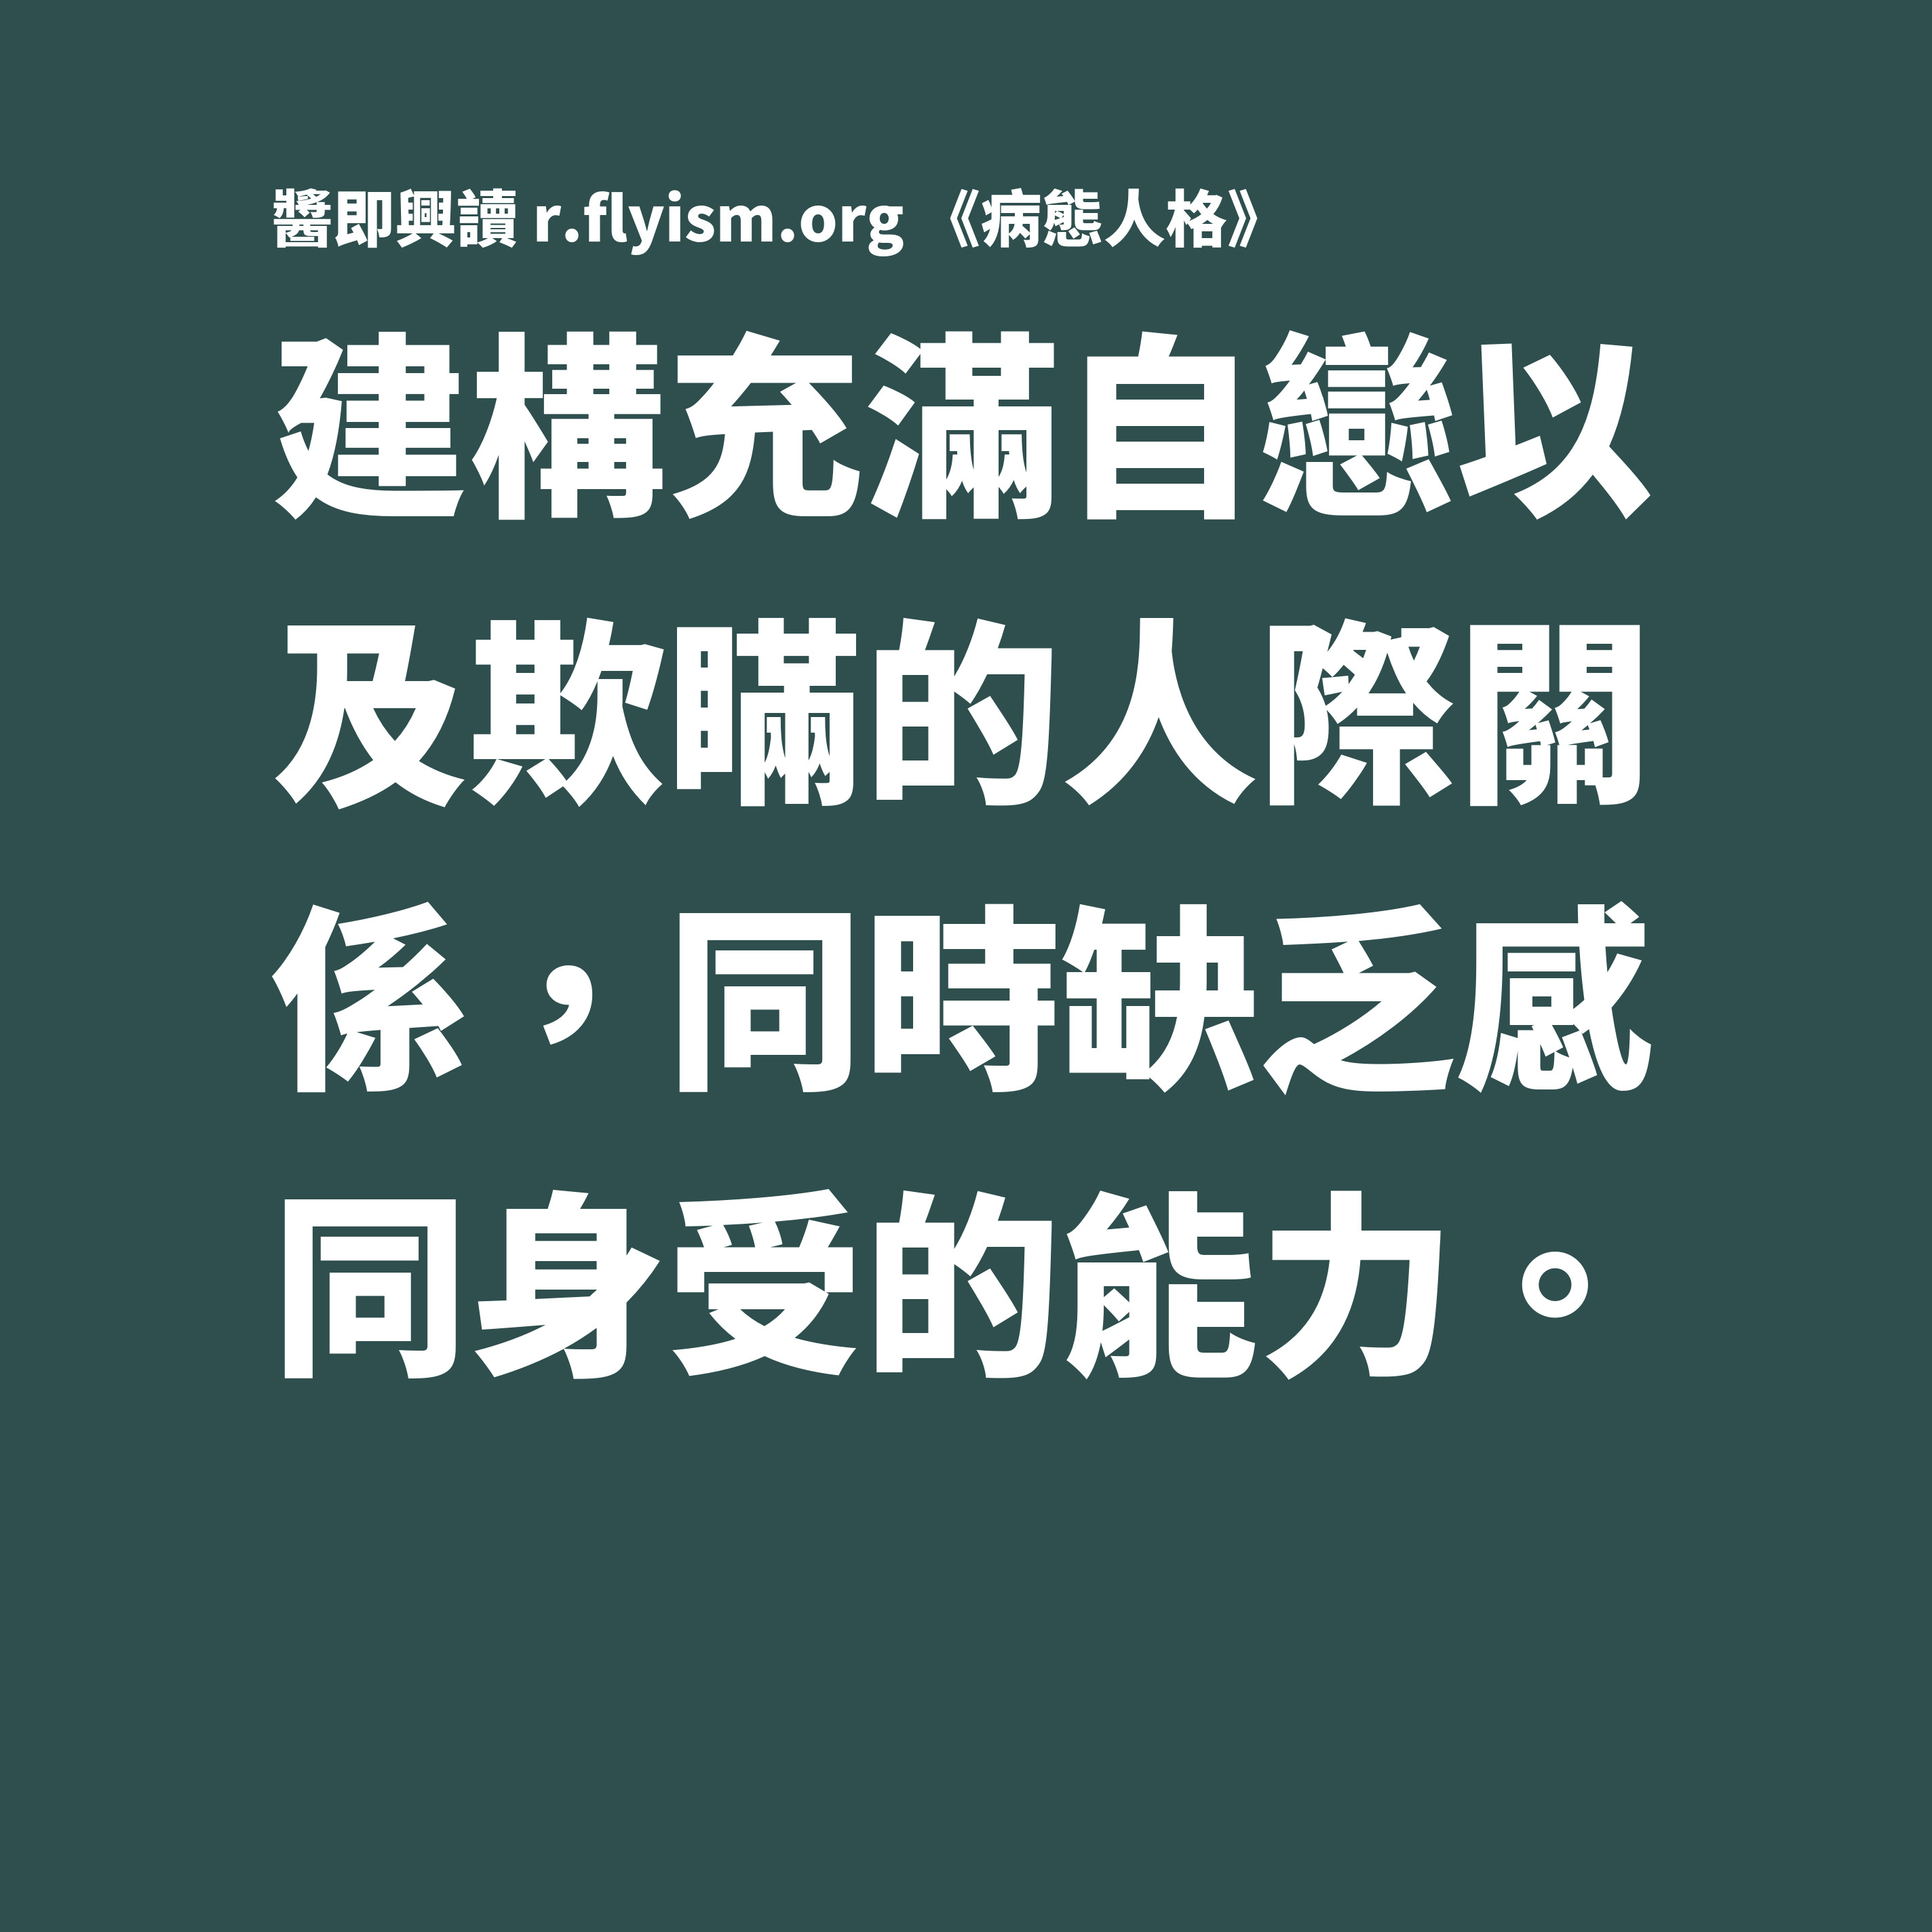 蟹即興讀 r.flyism.org 《病態人格》
建構充滿自戀以
及欺瞞的人際關
係，同時缺乏感
同身受的能力。